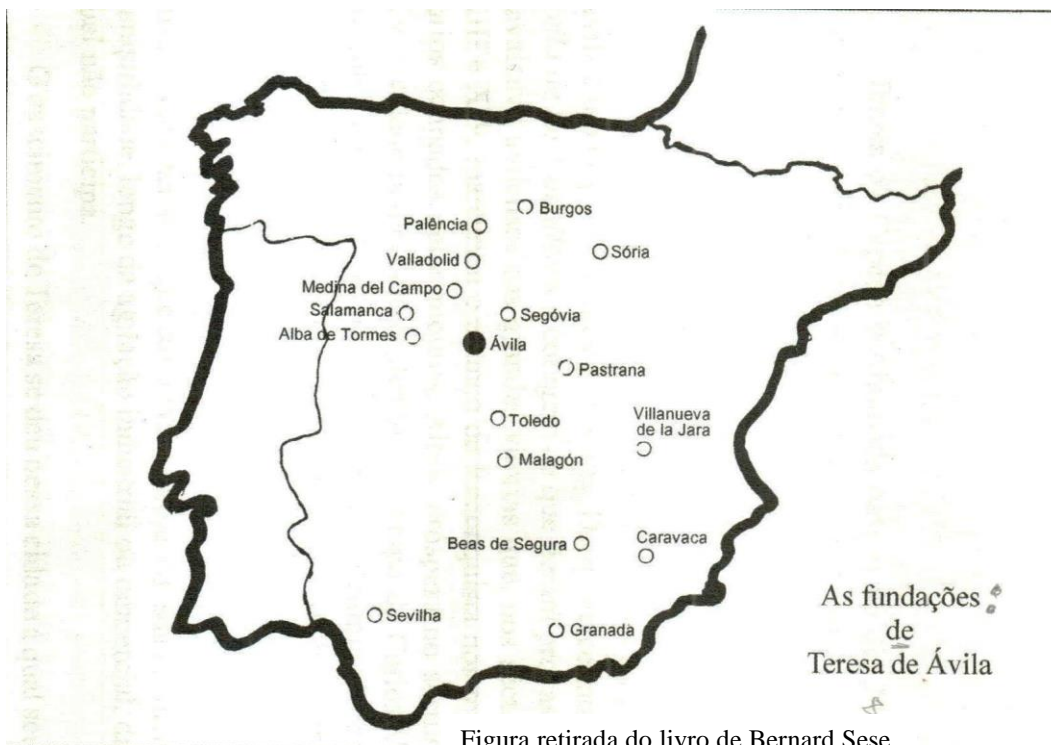 Burgos
Palência
Sória
Valladolid
Medina del Campo
Salamanca
Segóvia
Alba de Tormes
Ávila
Pastrana
Toledo
Villanueva
de la Jara
Malagón
Beas de Segura
Caravaca
Sevilha
Granada
As fundações
de
Teresa de Ávila
Figura retirada do livro de Bernard Sese